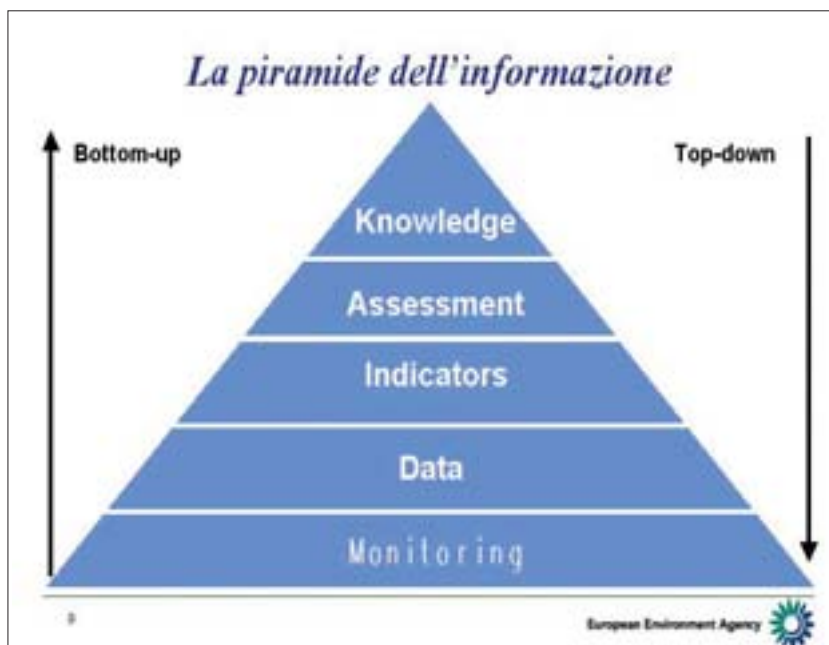 La piramide dell'informazione
Bottom-up
Top-down
Knowledge
Assessment
Indicators
Data
Monitoring
European Environment Agency